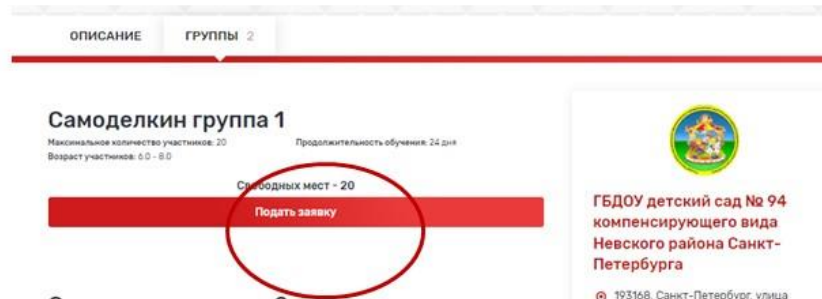 ОПИСАНИЕ ГРУППЫ 2
Самоделкин группа 1
Максимальное количество участников: 20 Продолжительность обучения: 24 дня
Возраст участников: 6.0 - 8.0
Свободных мест - 20
Подать заявку
ГБДОУ детский сад № 94
компенсирующего вида
Невского района Санкт-
Петербурга
193168, Санкт-Петербург, улица